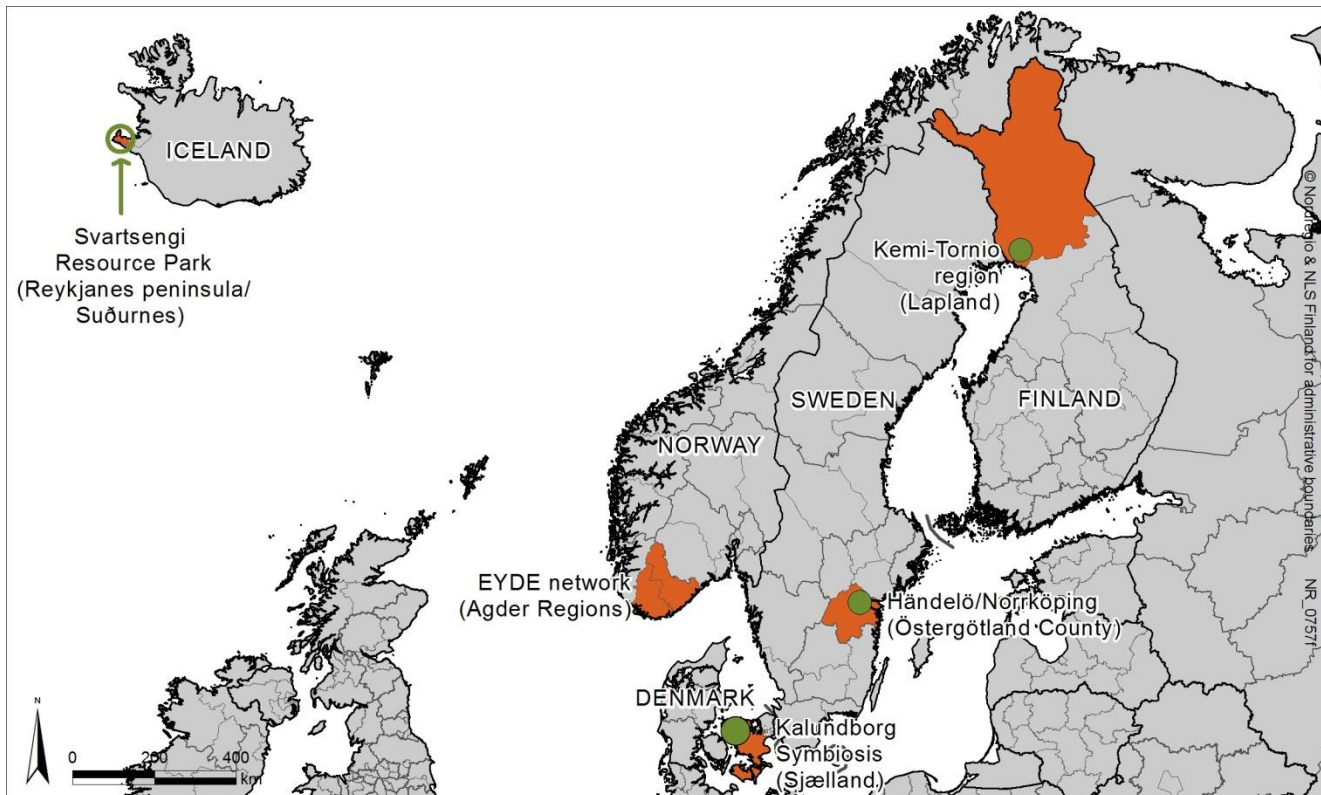 ICELAND
Svartsengi
Resource Park
(Reykjanes peninsula/
Suðurnes)
Kemi-Tornio
region
(Lapland)
SWEDEN
FINLAND
NORWAY
EYDE network
(Agder Regions)
Händelö/Norrköping
(Östergötland County)
DENMARK
Kalundborg
Symbiosis
(Sjælland)
N
0 200 400
km
© Nordregio & NLS Finland for administrative boundaries NR_0757f